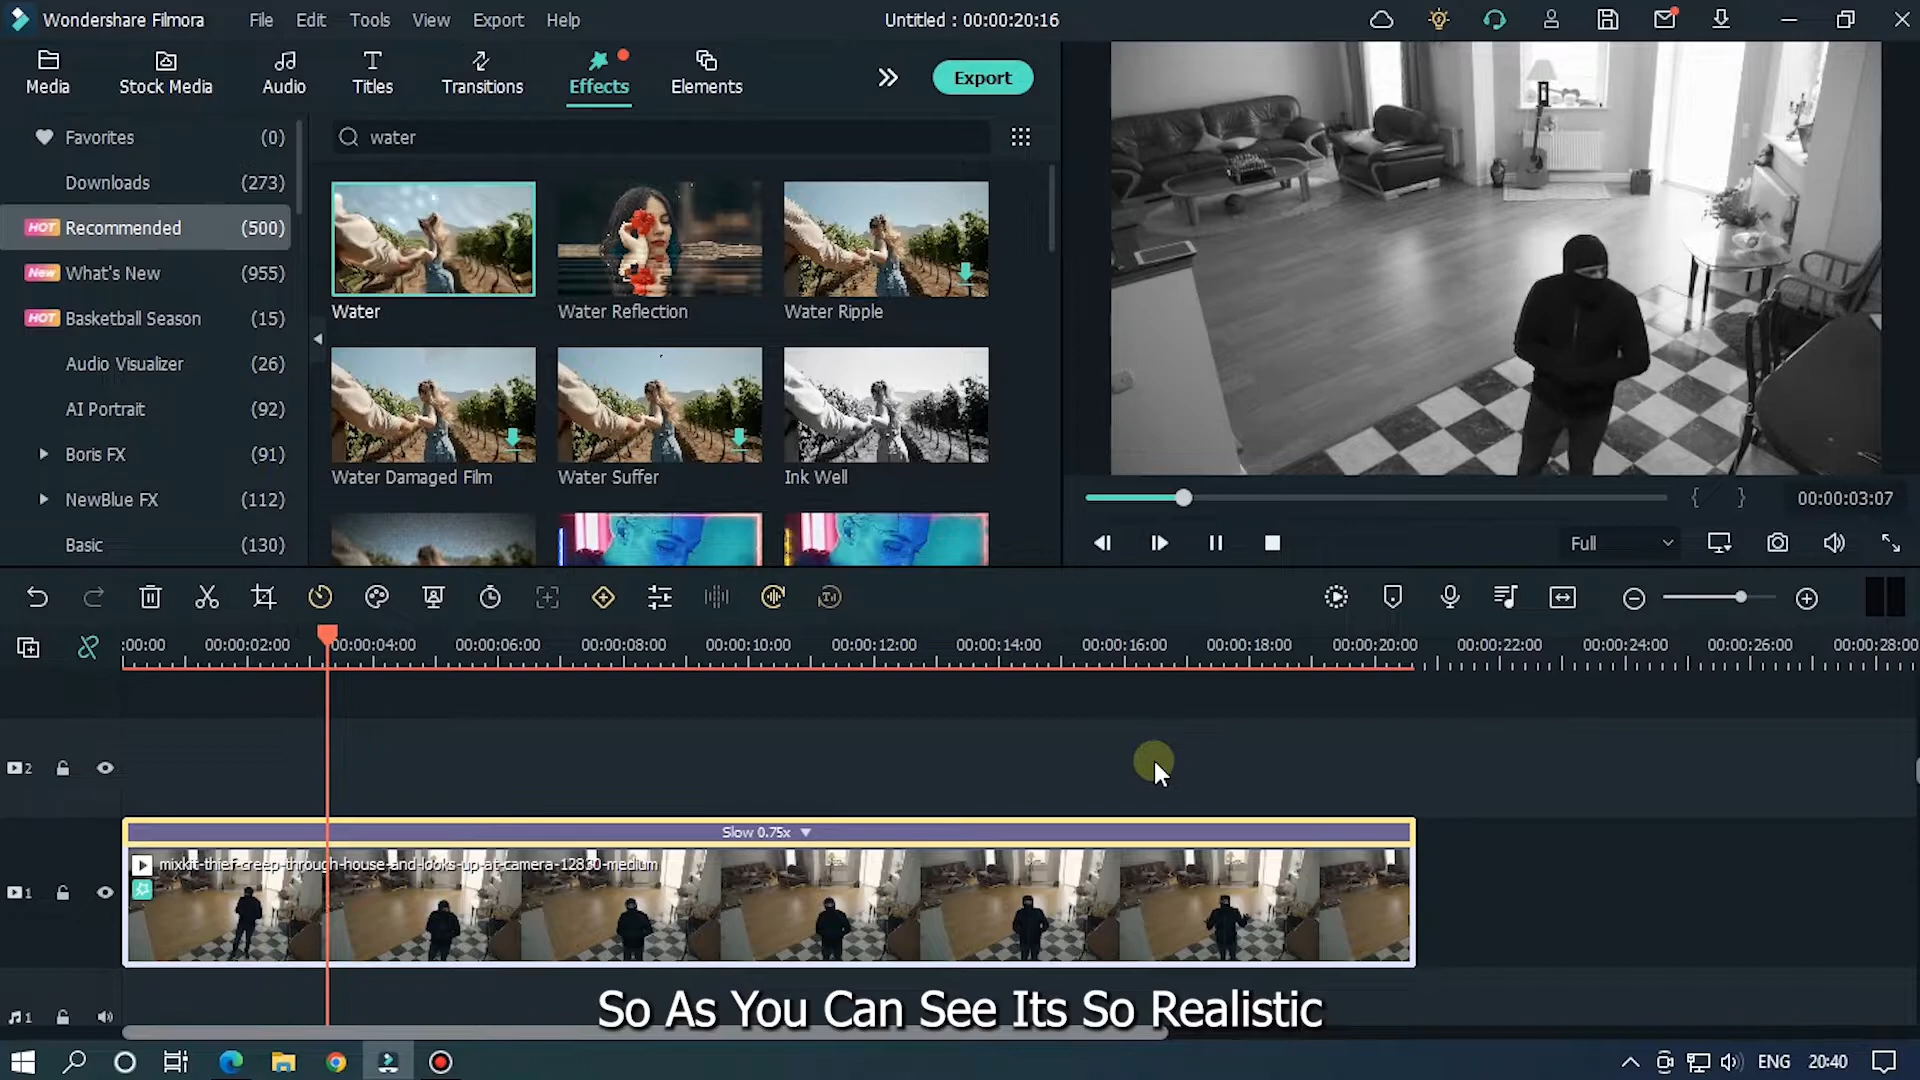 Wondershare Filmora
File
Edit
Tools
View
Export
Help
Untitled : 00:00:20:16
Media
Stock Media
Audio
Titles
Transitions
Effects
Elements
Export
Favorites (0)
Downloads (273)
HOT Recommended (500)
New What's New (955)
HOT Basketball Season (15)
Audio Visualizer (26)
AI Portrait (92)
Boris FX (91)
NewBlue FX (112)
Basic (130)
water
Water
Water Reflection
Water Ripple
Water Damaged Film
Water Suffer
Ink Well
{ }
00:00:03:07
Full
:00:00
00:00:02:00
00:00:04:00
00:00:06:00
00:00:08:00
00:00:10:00
00:00:12:00
00:00:14:00
00:00:16:00
00:00:18:00
00:00:20:00
00:00:22:00
00:00:24:00
00:00:26:00
00:00:28:00
2
Slow 0.75x
mixkit-thief-creep-through-house-and-looks-up-at-camera-12830-medium
1
1
So As You Can See Its So Realistic
ENG
20:40